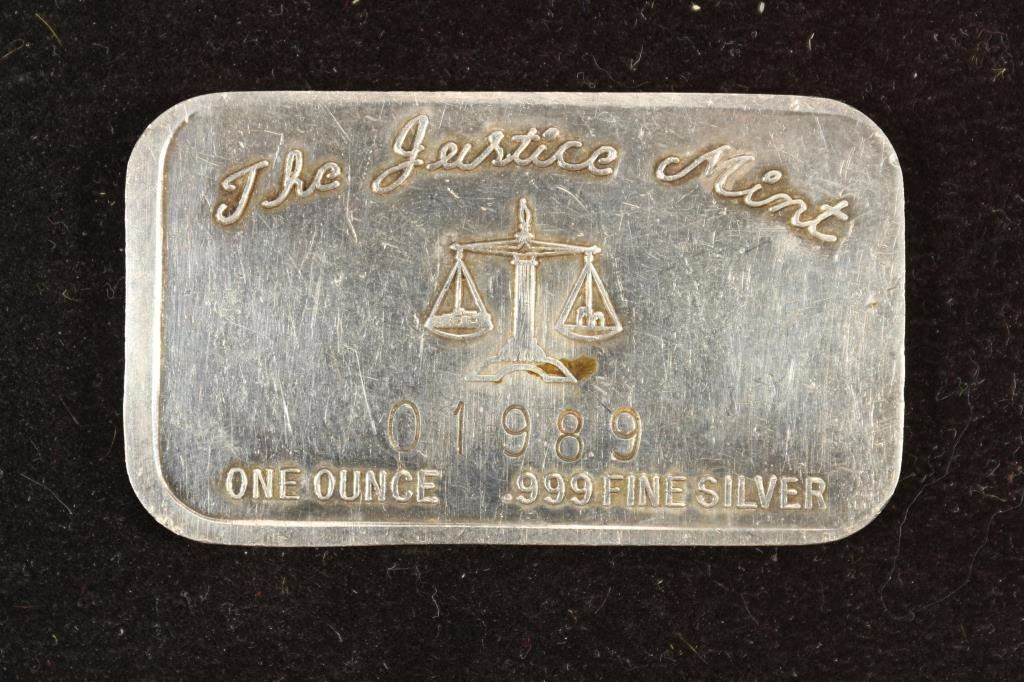 The Justice Mint
01989
ONE OUNCE .999 FINE SILVER